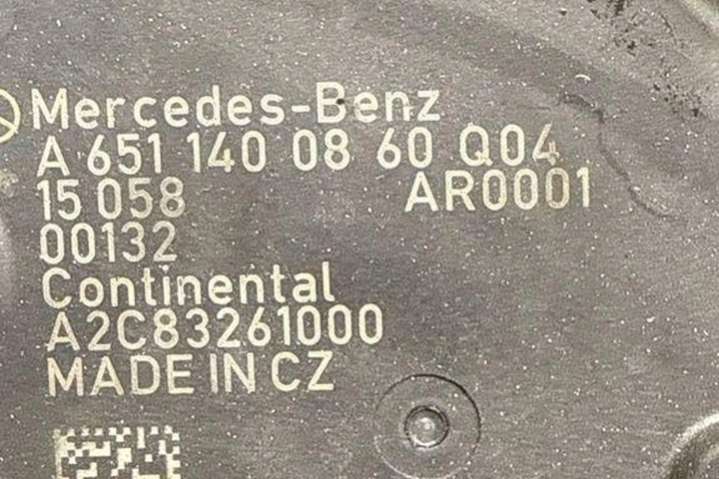 Mercedes-Benz
A 651 140 08 60 Q04
15 058 AR0001
00132
Continental
A2C83261000
MADE IN CZ